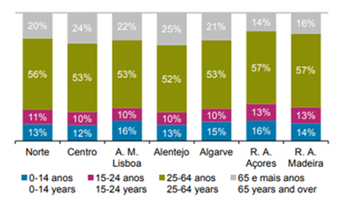 20% 24% 22% 25% 21% 14% 16%
56% 53% 53% 52% 53% 57% 57%
11% 10% 10% 10% 10% 13% 13%
13% 12% 16% 13% 15% 16% 14%
Norte Centro A. M. Lisboa Alentejo Algarve R. A. Açores R. A. Madeira
0-14 anos 15-24 anos 25-64 anos 65 e mais anos
0-14 years 15-24 years 25-64 years 65 years and over